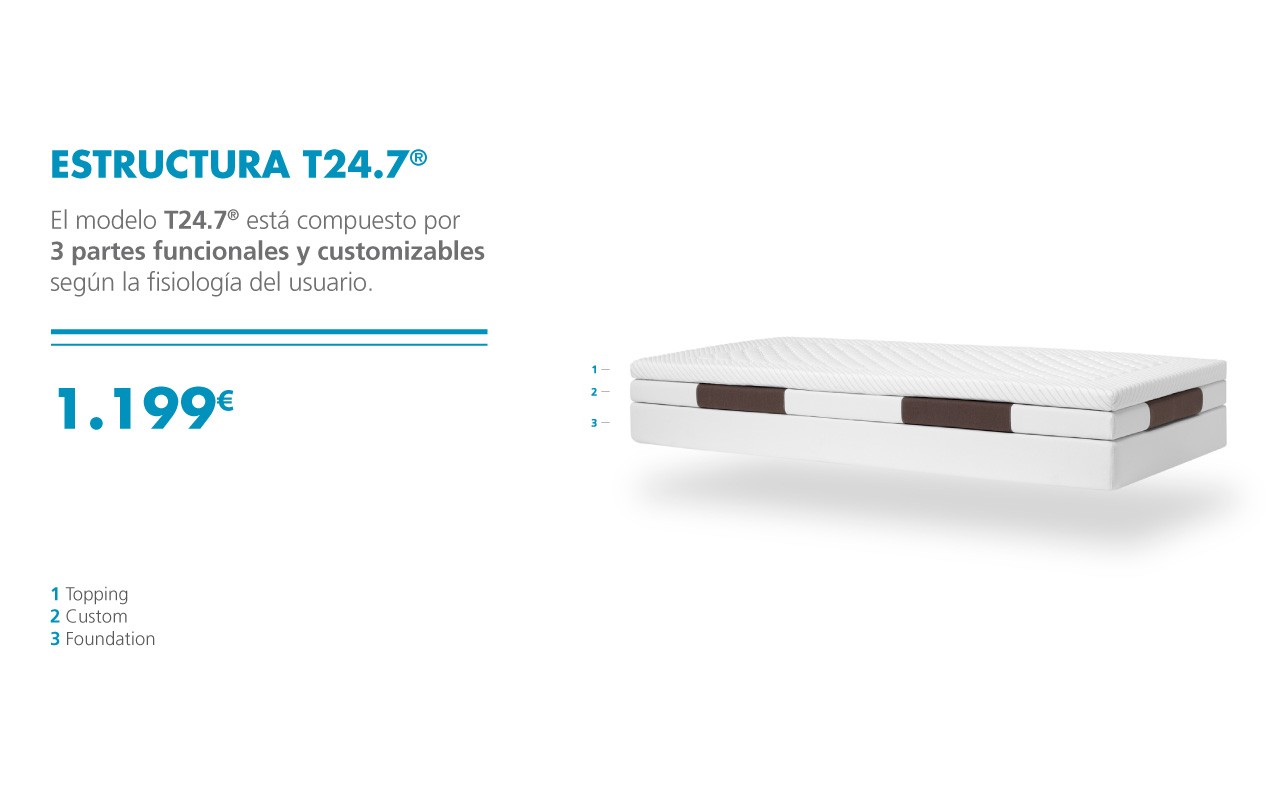 ESTRUCTURA T24.7®
El modelo T24.7® está compuesto por
3 partes funcionales y customizables
según la fisiología del usuario.
1.199€
1
2
3
1 Topping
2 Custom
3 Foundation